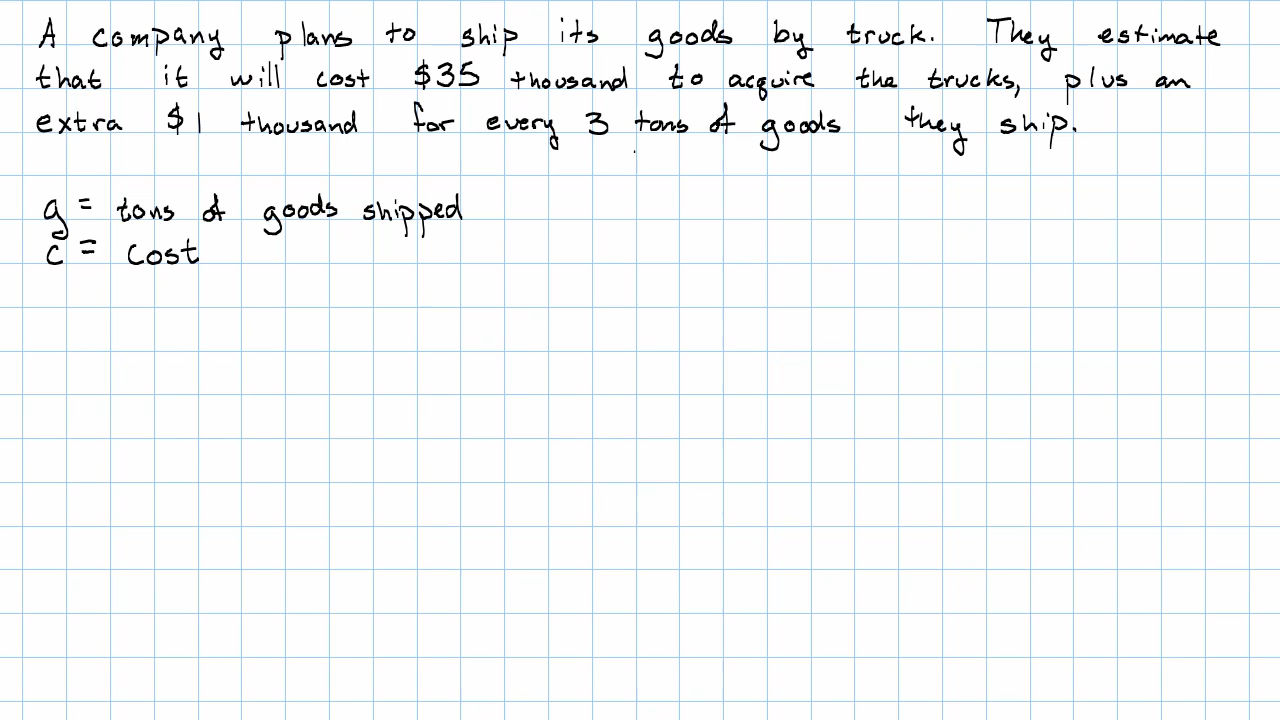 A company plans to ship its goods by truck. They estimate
that it will cost $35 thousand to acquire the trucks, plus an
extra $1 thousand for every 3 tons of goods they ship.
g = tons of goods shipped
c = cost